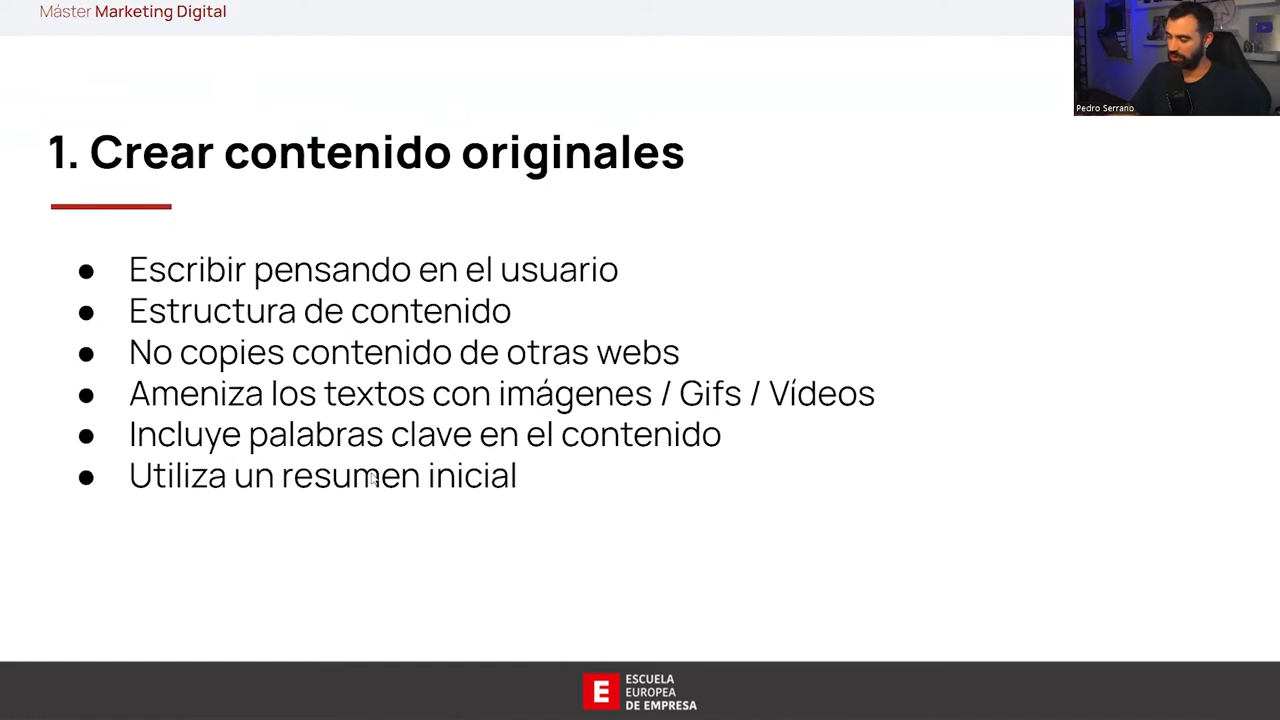 Máster Marketing Digital
Pedro Serrano
1. Crear contenido originales
● Escribir pensando en el usuario
● Estructura de contenido
● No copies contenido de otras webs
● Ameniza los textos con imágenes / Gifs / Vídeos
● Incluye palabras clave en el contenido
● Utiliza un resumen inicial
E
ESCUELA
EUROPEA
DE EMPRESA